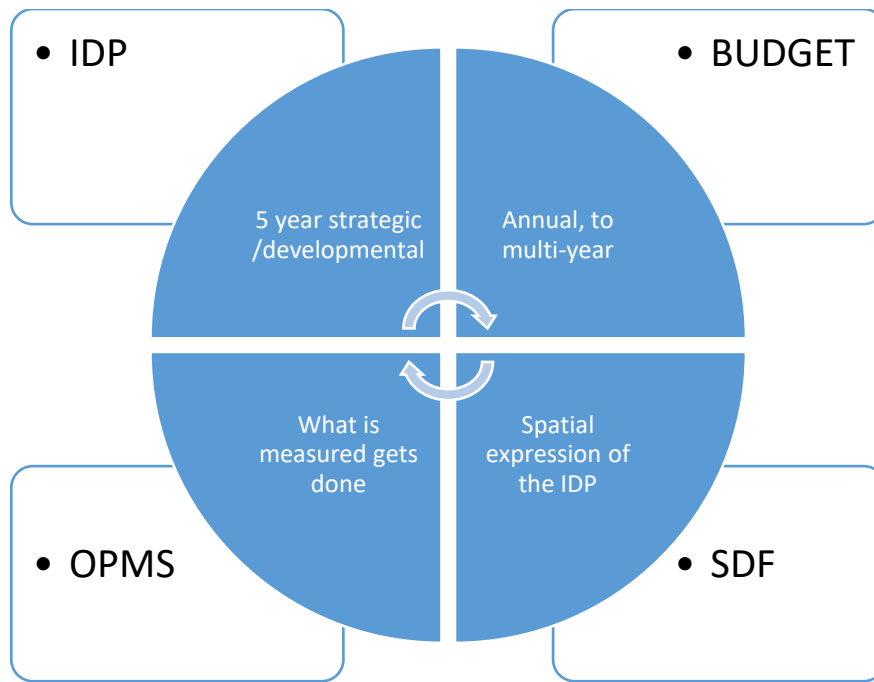 • IDP
• BUDGET
5 year strategic
/developmental
Annual, to
multi-year
What is
measured gets
done
Spatial
expression of
the IDP
• OPMS
• SDF